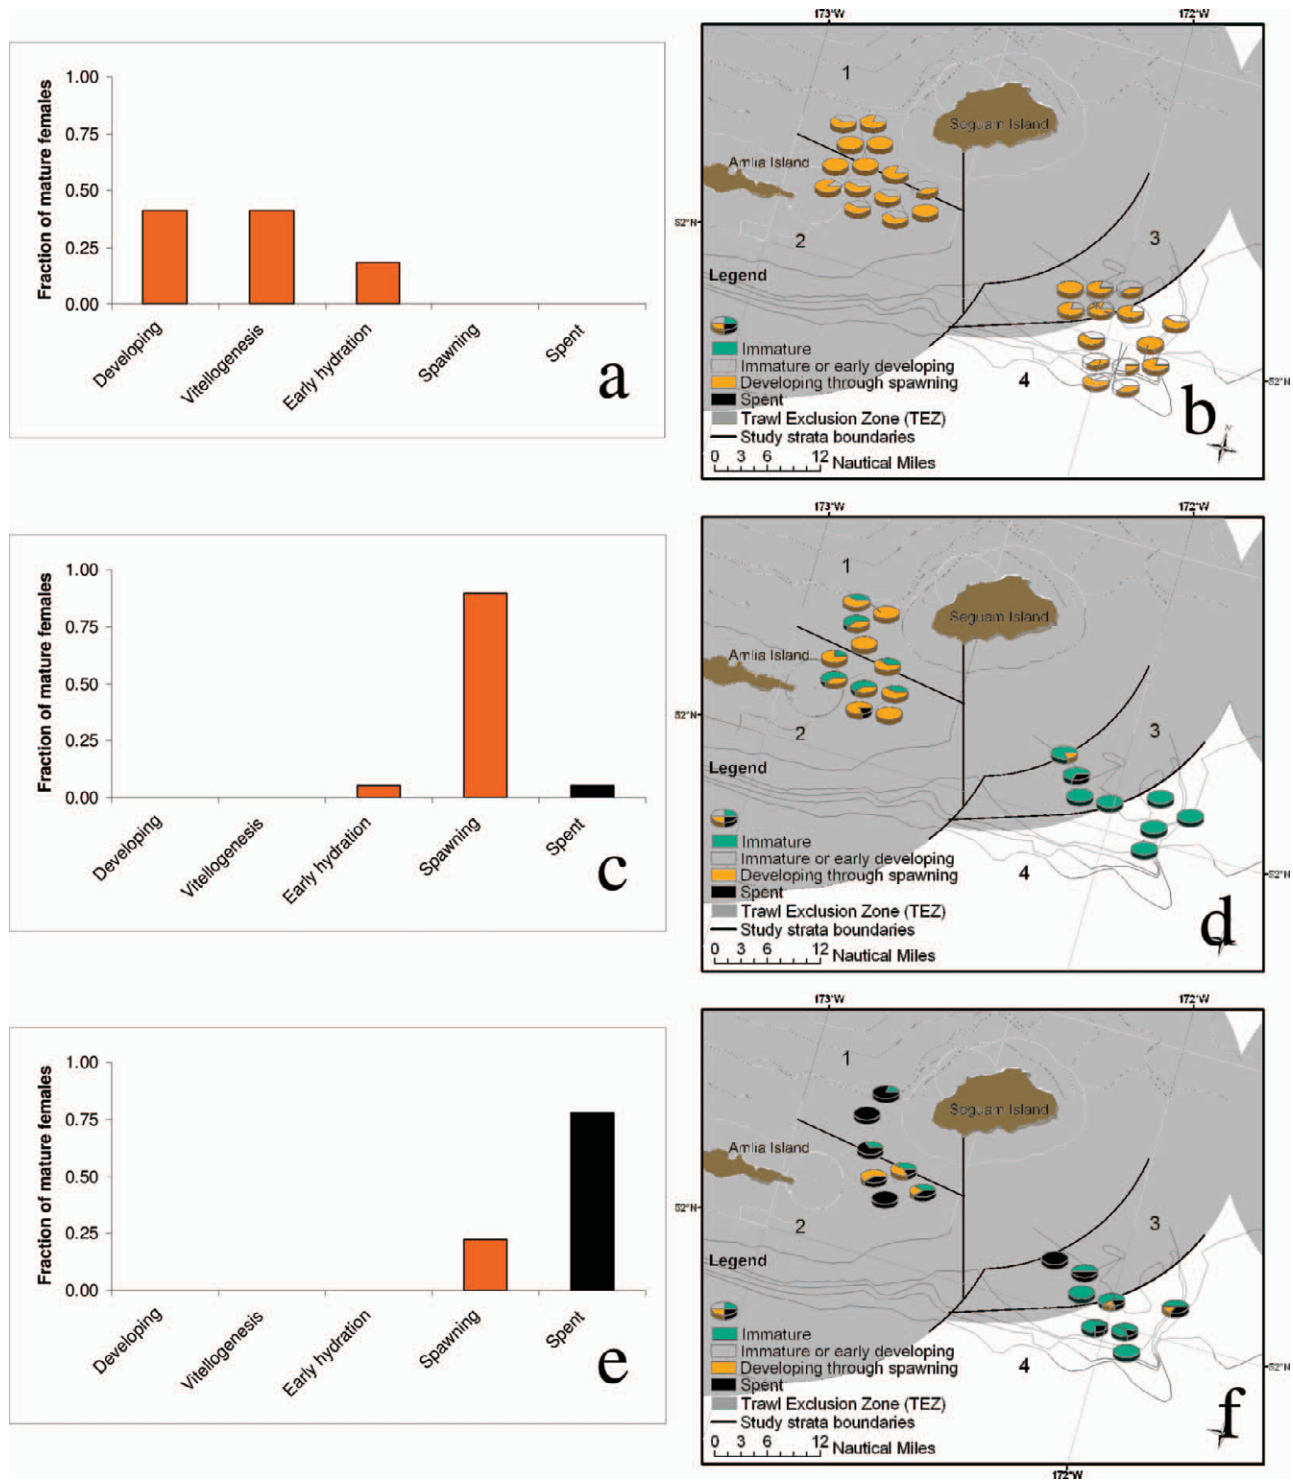 Fraction of mature females
1.00
0.75
0.50
0.25
0.00
Developing
Vitellogenesis
Early hydration
Spawning
Spent
a
173°W
172°W
1
Seguam Island
Amlia Island
52°N
2
3
Legend
Immature
Immature or early developing
Developing through spawning
Spent
Trawl Exclusion Zone (TEZ)
Study strata boundaries
0 3 6 12 Nautical Miles
4
52°N
b
N
Fraction of mature females
1.00
0.75
0.50
0.25
0.00
Developing
Vitellogenesis
Early hydration
Spawning
Spent
c
173°W
172°W
1
Seguam Island
Amlia Island
52°N
2
3
Legend
Immature
Immature or early developing
Developing through spawning
Spent
Trawl Exclusion Zone (TEZ)
Study strata boundaries
0 3 6 12 Nautical Miles
4
52°N
d
Fraction of mature females
1.00
0.75
0.50
0.25
0.00
Developing
Vitellogenesis
Early hydration
Spawning
Spent
e
173°W
172°W
1
Seguam Island
Amlia Island
52°N
2
3
Legend
Immature
Immature or early developing
Developing through spawning
Spent
Trawl Exclusion Zone (TEZ)
Study strata boundaries
0 3 6 12 Nautical Miles
4
52°N
f
172°W